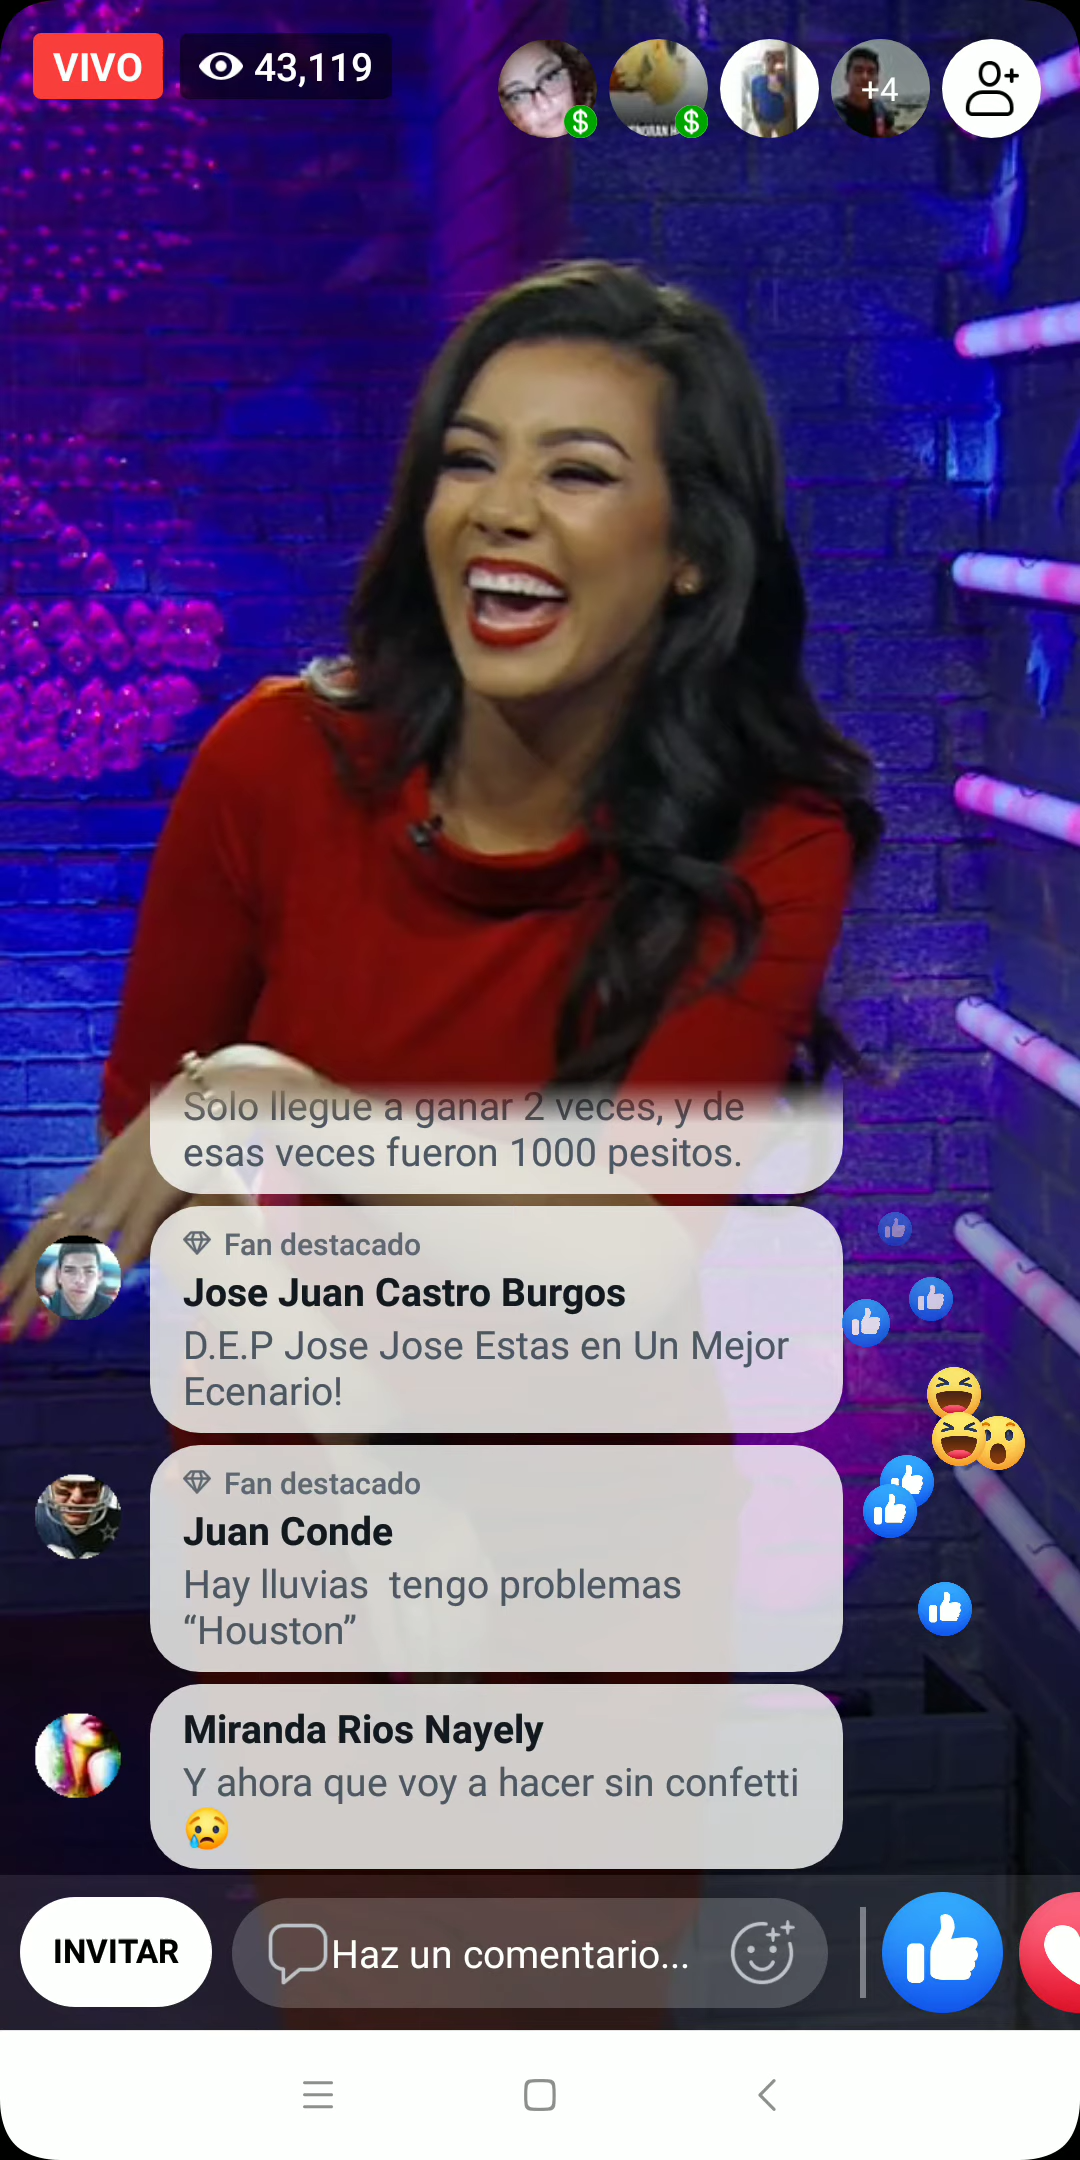 VIVO
43,119
+4
Solo llegue a ganar 2 veces, y de
esas veces fueron 1000 pesitos.
Fan destacado
Jose Juan Castro Burgos
D.E.P Jose Jose Estas en Un Mejor
Ecenario!
Fan destacado
Juan Conde
Hay lluvias  tengo problemas
“Houston”
Miranda Rios Nayely
Y ahora que voy a hacer sin confetti
😥
INVITAR
Haz un comentario...